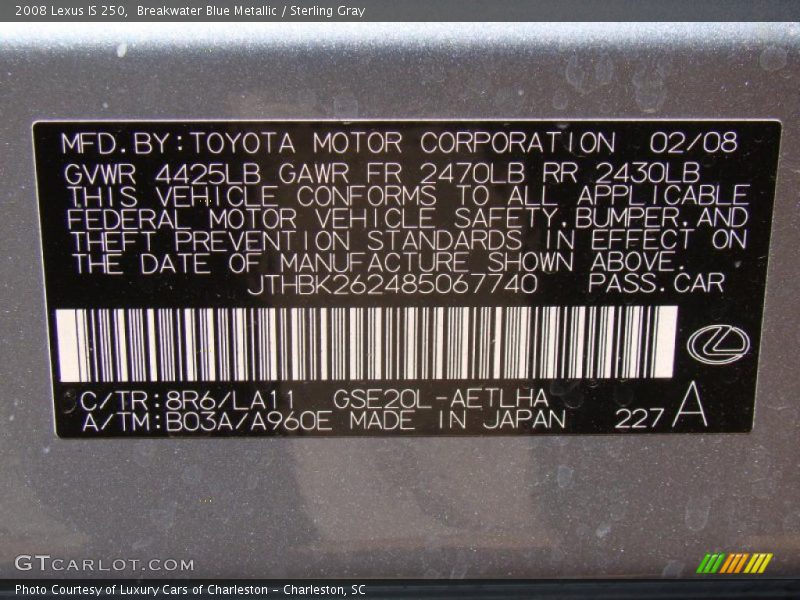 2008 Lexus IS 250, Breakwater Blue Metallic / Sterling Gray
MFD.BY:TOYOTA MOTOR CORPORATION 02/08
GVWR 4425LB GAWR FR 2470LB RR 2430LB
THIS VEHICLE CONFORMS TO ALL APPLICABLE
FEDERAL MOTOR VEHICLE SAFETY,BUMPER,AND
THEFT PREVENTION STANDARDS IN EFFECT ON
THE DATE OF MANUFACTURE SHOWN ABOVE.
JTHBK262485067740 PASS.CAR
C/TR:8R6/LA11 GSE20L-AETLHA
A/TM:B03A/A960E MADE IN JAPAN 227 A
GTCARLOT.COM
Photo Courtesy of Luxury Cars of Charleston - Charleston, SC